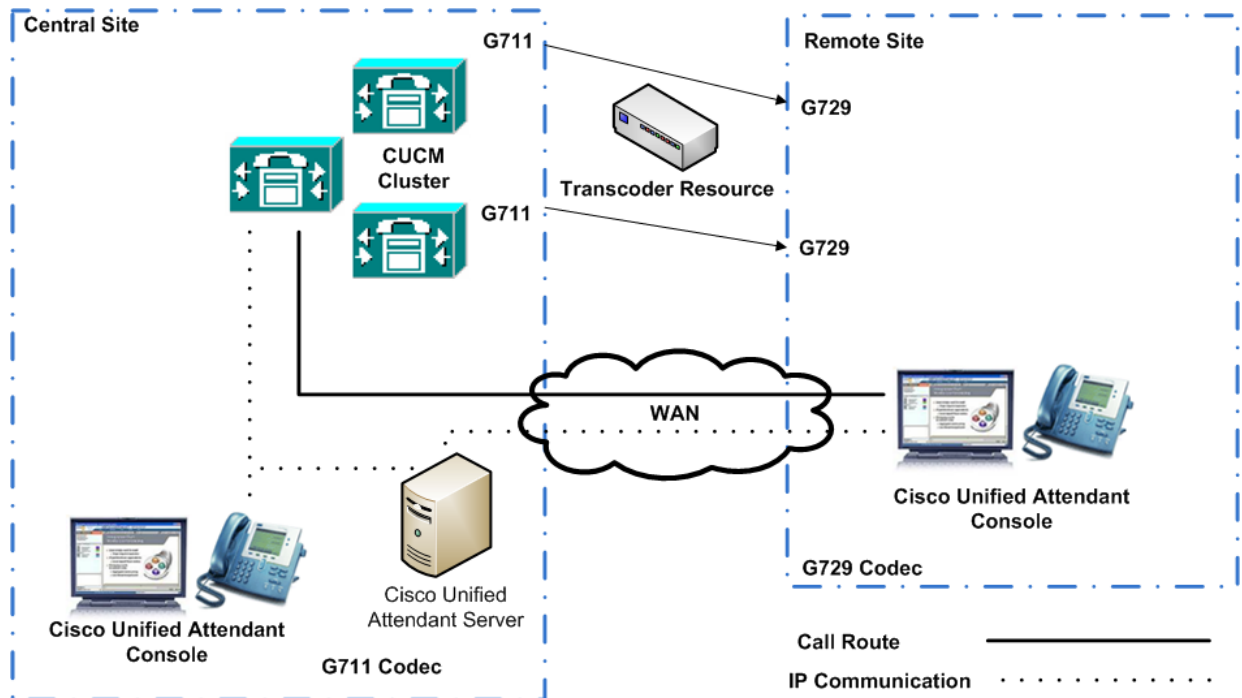 Central Site
G711
Remote Site
G729
CUCM
Cluster
Transcoder Resource
G711
G729
WAN
Cisco Unified Attendant
Console
Cisco Unified
Attendant Server
G729 Codec
Cisco Unified Attendant
Console
G711 Codec
Call Route
IP Communication